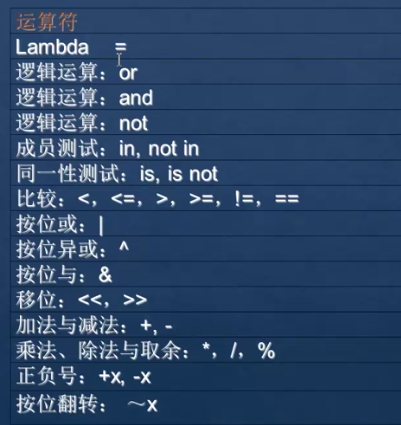 运算符
Lambda =
逻辑运算：or
逻辑运算：and
逻辑运算：not
成员测试：in, not in
同一性测试：is, is not
比较：<，<=，>，>=，!=，==
按位或：|
按位异或：^
按位与：&
移位：<<，>>
加法与减法：+, -
乘法、除法与取余：*，/，%
正负号：+x, -x
按位翻转： ～x